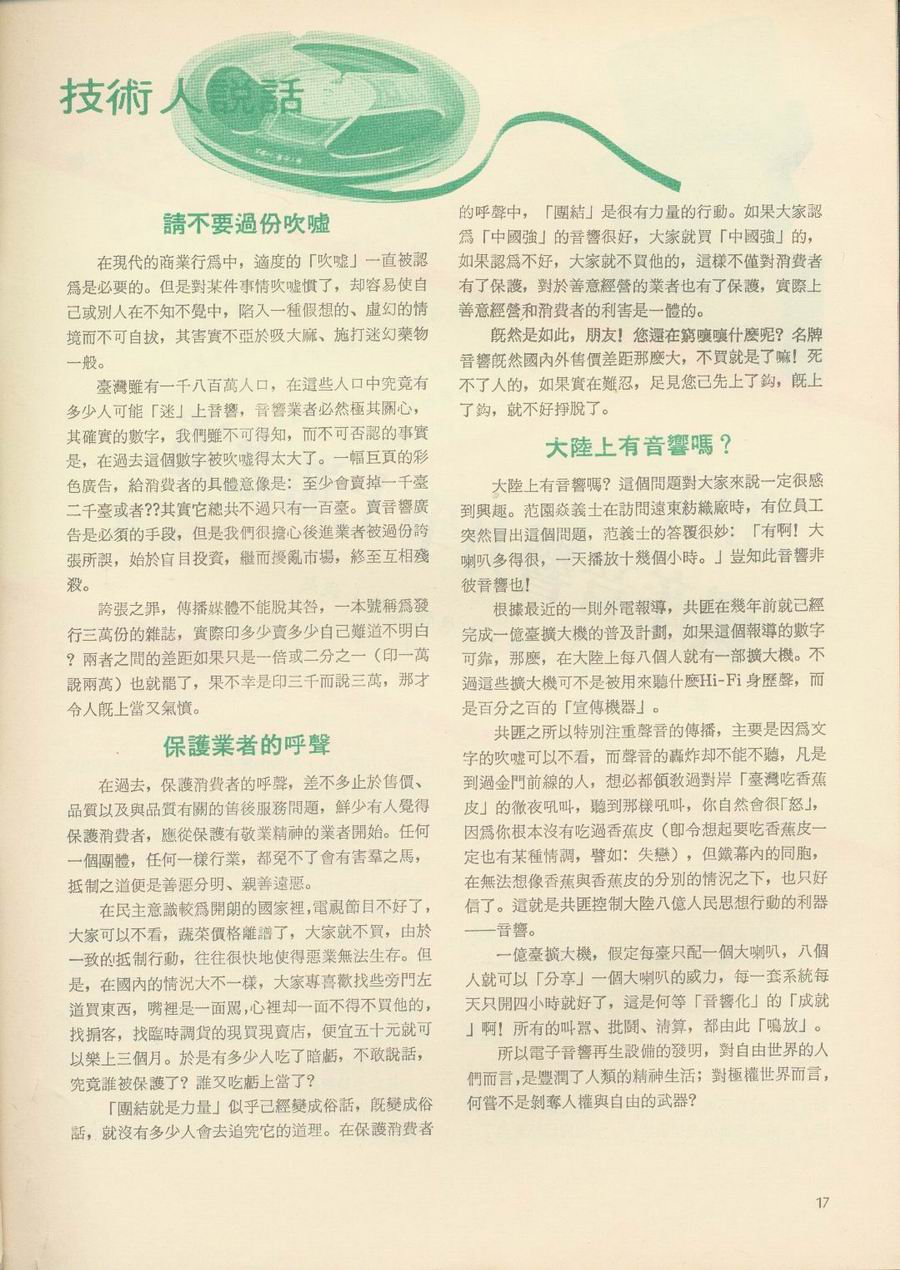 技術人說話
請不要過份吹噓
在現代的商業行爲中，適度的「吹噓」一直被認
爲是必要的。但是對某件事情吹噓慣了，却容易使自
己或別人在不知不覺中，陷入一種假想的、虛幻的情
境而不可自拔，其害實不亞於吸大麻、施打迷幻藥物
一般。
臺灣雖有一千八百萬人口，在這些人口中究竟有
多少人可能「迷」上音響，音響業者必然極其關心，
其確實的數字，我們雖不可得知，而不可否認的事實
是，在過去這個數字被吹噓得太大了。一幅巨頁的彩
色廣告，給消費者的具體意像是：至少會賣掉一千臺
二千臺或者??其實它總共不過只有一百臺。賣音響廣
告是必須的手段，但是我們很擔心後進業者被過份誇
張所誤，始於盲目投資，繼而擾亂市場，終至互相殘
殺。
誇張之罪，傳播媒體不能脫其咎，一本號稱爲發
行三萬份的雜誌，實際印多少賣多少自己難道不明白
？兩者之間的差距如果只是一倍或二分之一（印一萬
說兩萬）也就罷了，果不幸是印三千而說三萬，那才
令人旣上當又氣憤。
保護業者的呼聲
在過去，保護消費者的呼聲，差不多止於售價、
品質以及與品質有關的售後服務問題，鮮少有人覺得
保護消費者，應從保護有敬業精神的業者開始。任何
一個團體，任何一樣行業，都免不了會有害羣之馬，
抵制之道便是善惡分明、親善遠惡。
在民主意識較爲開朗的國家裡，電視節目不好了，
大家可以不看，蔬菜價格離譜了，大家就不買，由於
一致的抵制行動，往往很快地使得惡業無法生存。但
是，在國內的情況大不一樣，大家專喜歡找些旁門左
道買東西，嘴裡是一面罵，心裡却一面不得不買他的，
找掮客，找臨時調貨的現買現賣店，便宜五十元就可
以樂上三個月。於是有多少人吃了暗虧，不敢說話，
究竟誰被保護了？誰又吃虧上當了？
「團結就是力量」似乎己經變成俗話，旣變成俗
話，就沒有多少人會去追究它的道理。在保護消費者
的呼聲中，「團結」是很有力量的行動。如果大家認
爲「中國強」的音響很好，大家就買「中國強」的，
如果認爲不好，大家就不買他的，這樣不僅對消費者
有了保護，對於善意經營的業者也有了保護，實際上
善意經營和消費者的利害是一體的。
旣然是如此，朋友！您還在窮嚷嚷什麼呢？名牌
音響旣然國內外售價差距那麼大，不買就是了嘛！死
不了人的，如果實在難忍，足見您己先上了鈎，旣上
了鈎，就不好掙脫了。
大陸上有音響嗎？
大陸上有音響嗎？這個問題對大家來說一定很感
到興趣。范園焱義士在訪問遠東紡織廠時，有位員工
突然冒出這個問題，范義士的答覆很妙：「有啊！大
喇叭多得很，一天播放十幾個小時。」豈知此音響非
彼音響也！
根據最近的一則外電報導，共匪在幾年前就己經
完成一億臺擴大機的普及計劃，如果這個報導的數字
可靠，那麼，在大陸上每八個人就有一部擴大機。不
過這些擴大機可不是被用來聽什麼Hi-Fi 身歷聲，而
是百分之百的「宣傳機器」。
共匪之所以特別注重聲音的傳播，主要是因爲文
字的吹噓可以不看，而聲音的轟炸却不能不聽，凡是
到過金門前線的人，想必都領敎過對岸「臺灣吃香蕉
皮」的徹夜吼叫，聽到那樣吼叫，你自然會很「怒」，
因爲你根本沒有吃過香蕉皮（卽令想起要吃香蕉皮一
定也有某種情調，譬如：失戀），但鐵幕內的同胞，
在無法想像香蕉與香蕉皮的分別的情況之下，也只好
信了。這就是共匪控制大陸八億人民思想行動的利器
——音響。
一億臺擴大機，假定每臺只配一個大喇叭，八個
人就可以「分享」一個大喇叭的威力，每一套系統每
天只開四小時就好了，這是何等「音響化」的「成就
」啊！所有的叫囂、批鬪、淸算，都由此「鳴放」。
所以電子音響再生設備的發明，對自由世界的人
們而言，是豐潤了人類的精神生活；對極權世界而言，
何嘗不是剝奪人權與自由的武器？
17